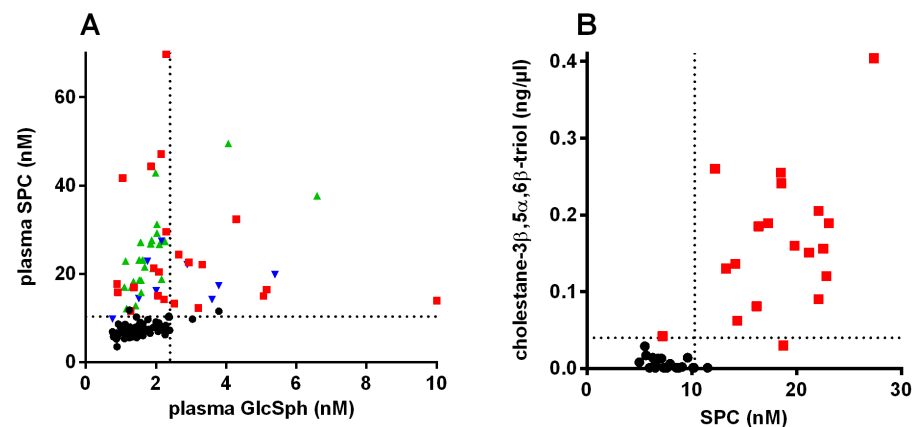 A
plasma SPC (nM)
60
40
20
0
0 2 4 6 8 10
plasma GlcSph (nM)
B
cholestane-3β,5α,6β-triol (ng/µl)
0.4
0.3
0.2
0.1
0.0
0 10 20 30
SPC (nM)